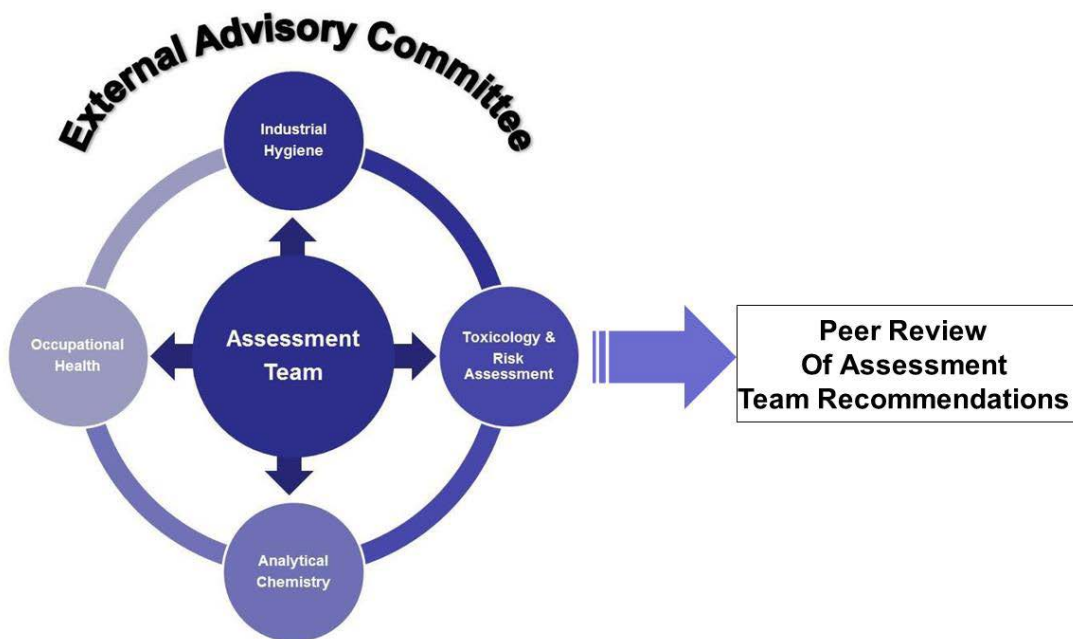 External Advisory Committee
Industrial
Hygiene
Occupational
Health
Assessment
Team
Toxicology &
Risk
Assessment
Analytical
Chemistry
Peer Review
Of Assessment
Team Recommendations